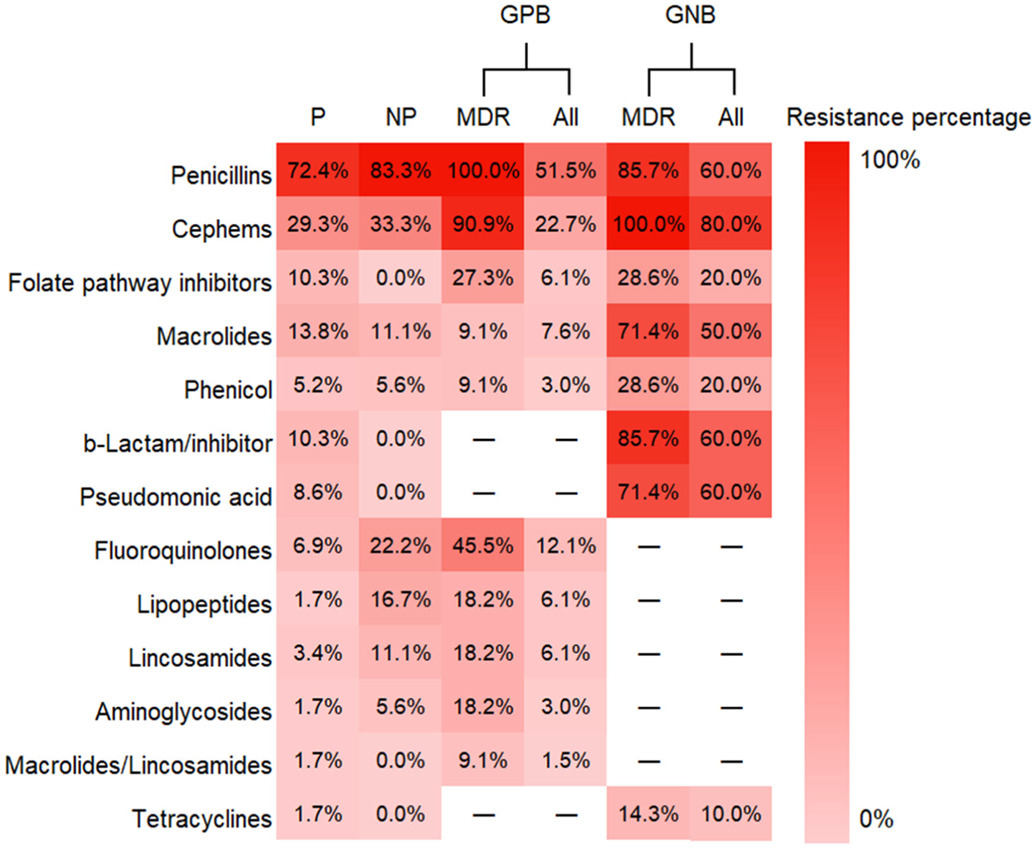 GPB GNB
P NP MDR All MDR All Resistance percentage
Penicillins 72.4% 83.3% 100.0% 51.5% 85.7% 60.0% 100%
Cephems 29.3% 33.3% 90.9% 22.7% 100.0% 80.0%
Folate pathway inhibitors 10.3% 0.0% 27.3% 6.1% 28.6% 20.0%
Macrolides 13.8% 11.1% 9.1% 7.6% 71.4% 50.0%
Phenicol 5.2% 5.6% 9.1% 3.0% 28.6% 20.0%
b-Lactam/inhibitor 10.3% 0.0% — — 85.7% 60.0%
Pseudomonic acid 8.6% 0.0% — — 71.4% 60.0%
Fluoroquinolones 6.9% 22.2% 45.5% 12.1% — —
Lipopeptides 1.7% 16.7% 18.2% 6.1% — —
Lincosamides 3.4% 11.1% 18.2% 6.1% — —
Aminoglycosides 1.7% 5.6% 18.2% 3.0% — —
Macrolides/Lincosamides 1.7% 0.0% 9.1% 1.5% — —
Tetracyclines 1.7% 0.0% — — 14.3% 10.0% 0%